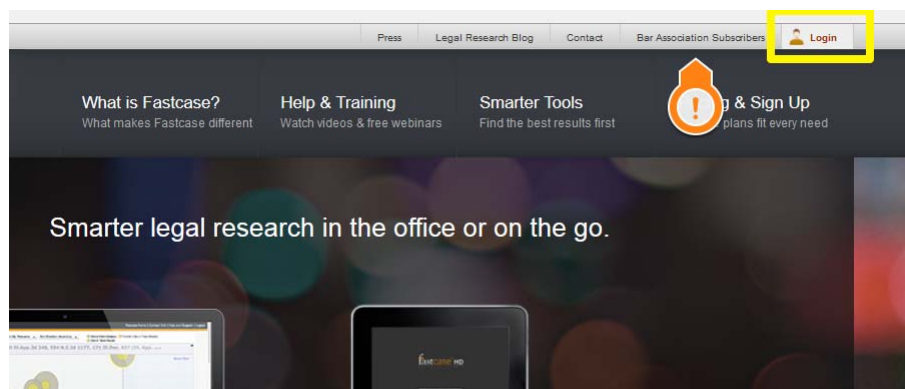 Press Legal Research Blog Contact Bar Association Subscribers Login
What is Fastcase? Help & Training Smarter Tools & Sign Up
What makes Fastcase different Watch videos & free webinars Find the best results first plans fit every need
Smarter legal research in the office or on the go.
fastcase HD